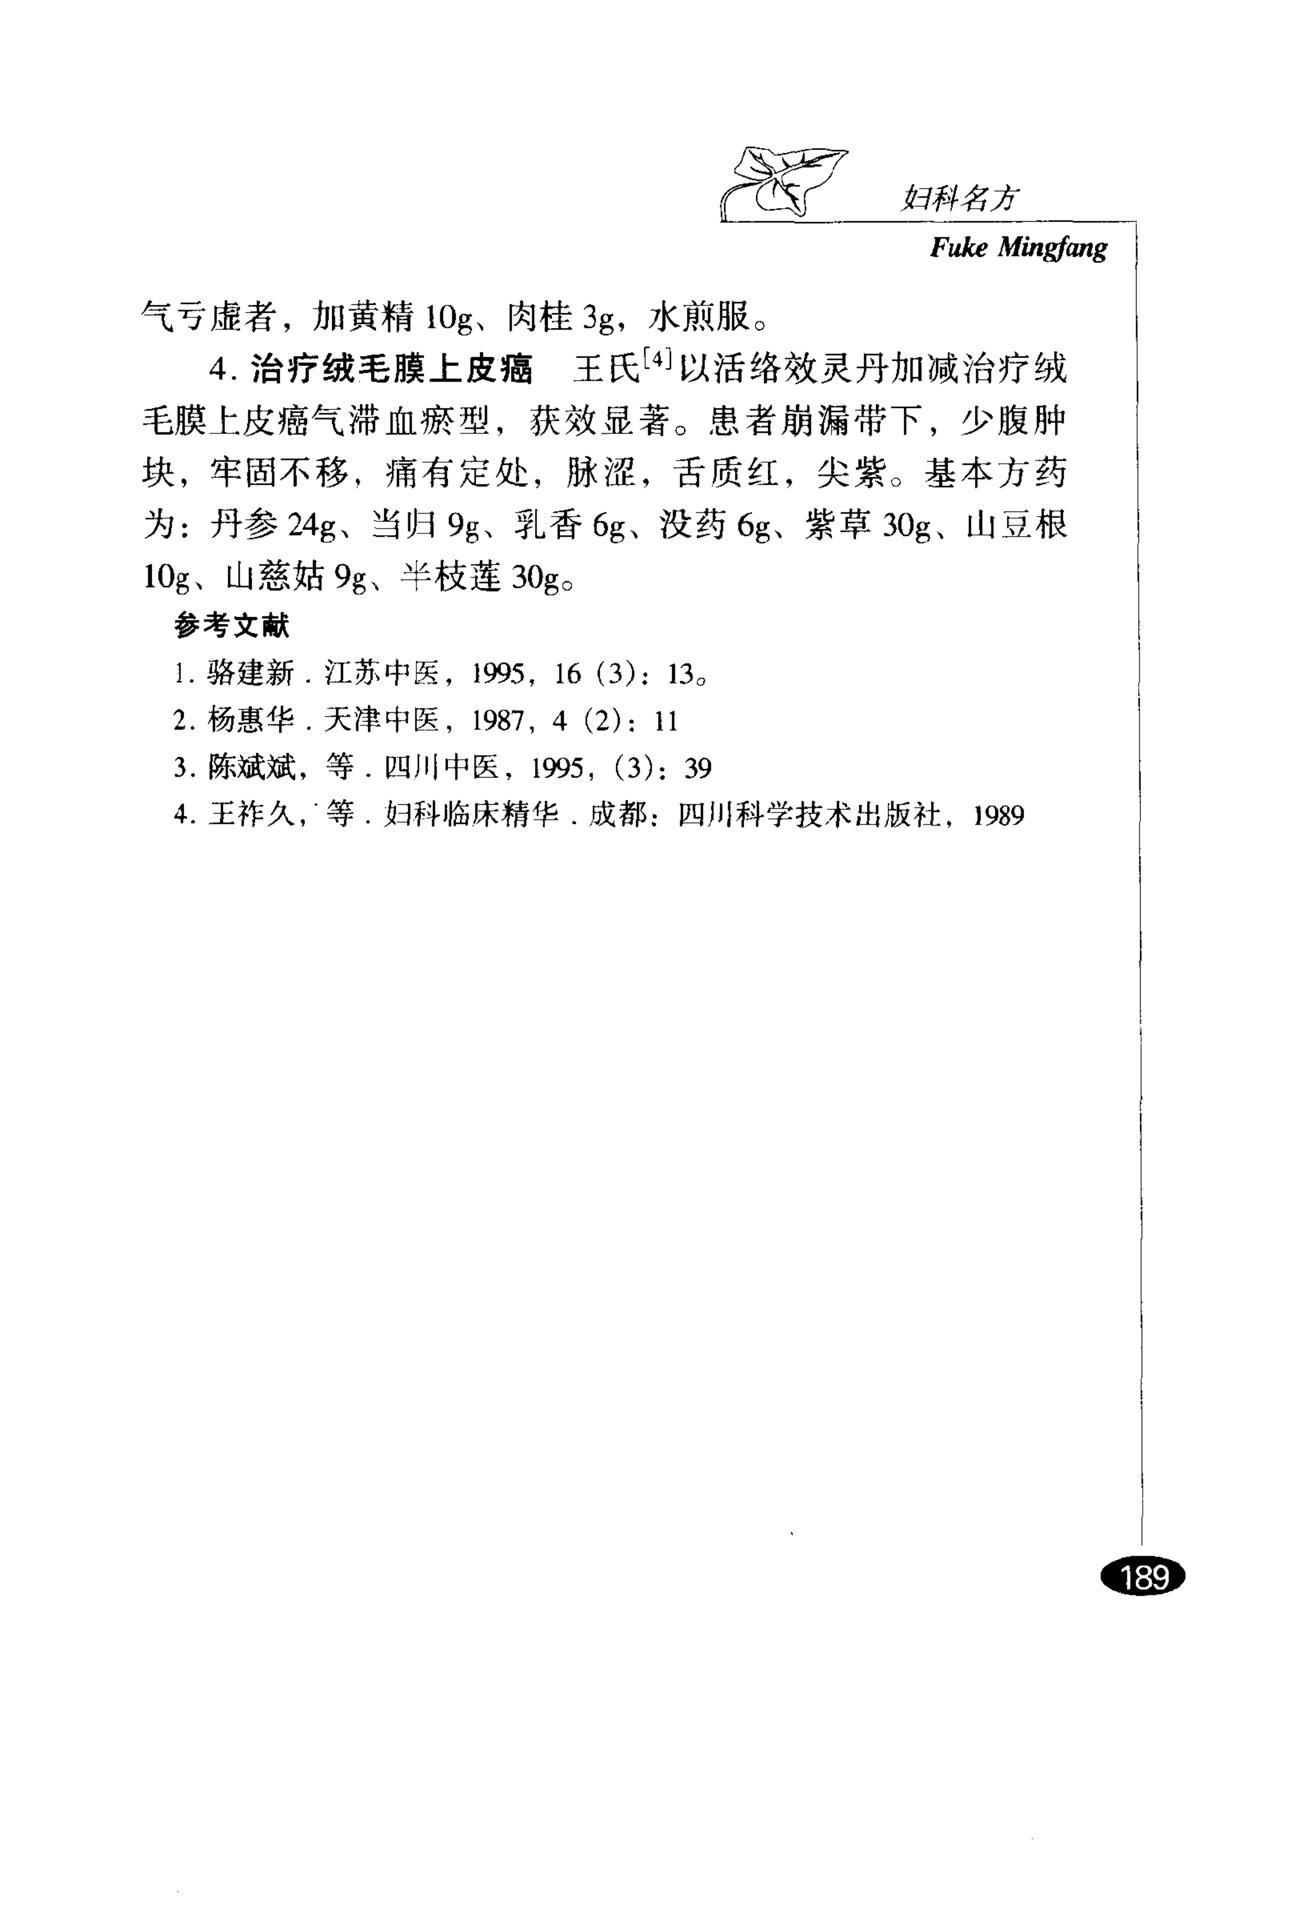 妇科名方
Fuke Mingfang
气亏虚者，加黄精 10g、肉桂 3g，水煎服。
4. 治疗绒毛膜上皮癌　王氏[4]以活络效灵丹加减治疗绒
毛膜上皮癌气滞血瘀型，获效显著。患者崩漏带下，少腹肿
块，牢固不移，痛有定处，脉涩，舌质红，尖紫。基本方药
为：丹参 24g、当归 9g、乳香 6g、没药 6g、紫草 30g、山豆根
10g、山慈姑 9g、半枝莲 30g。
参考文献
1. 骆建新．江苏中医，1995，16（3）：13。
2. 杨惠华．天津中医，1987，4（2）：11
3. 陈斌斌，等．四川中医，1995，（3）：39
4. 王祚久，等．妇科临床精华．成都：四川科学技术出版社，1989
189